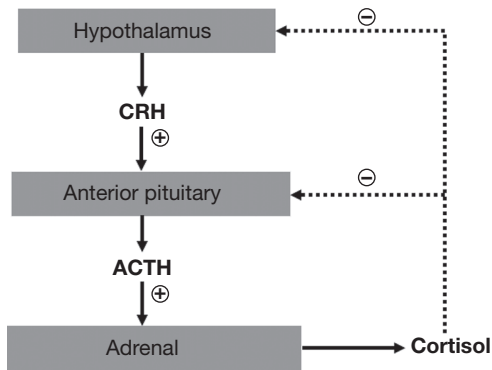 Hypothalamus
−
CRH
+
Anterior pituitary
−
ACTH
+
Adrenal
Cortisol